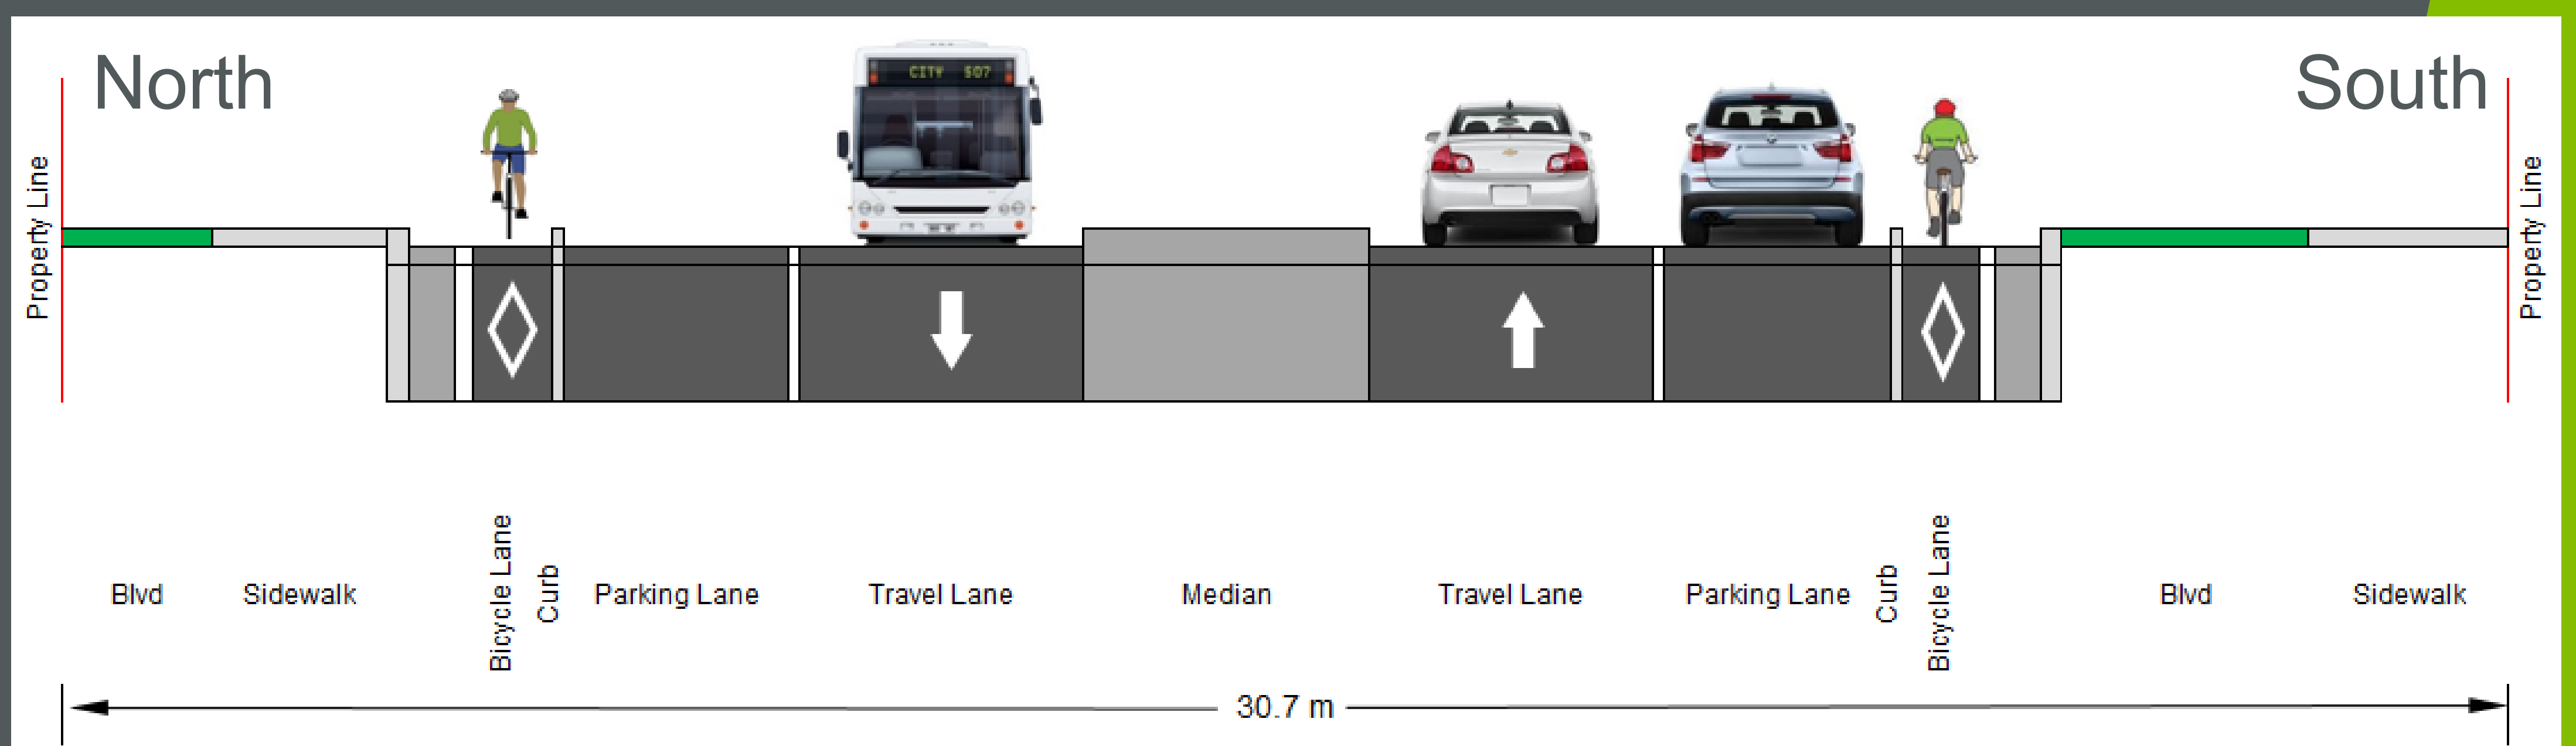 North
South
CITY 507
Property Line
Property Line
Blvd
Sidewalk
Bicycle Lane
Curb
Parking Lane
Travel Lane
Median
Travel Lane
Parking Lane
Curb
Bicycle Lane
Blvd
Sidewalk
30.7 m